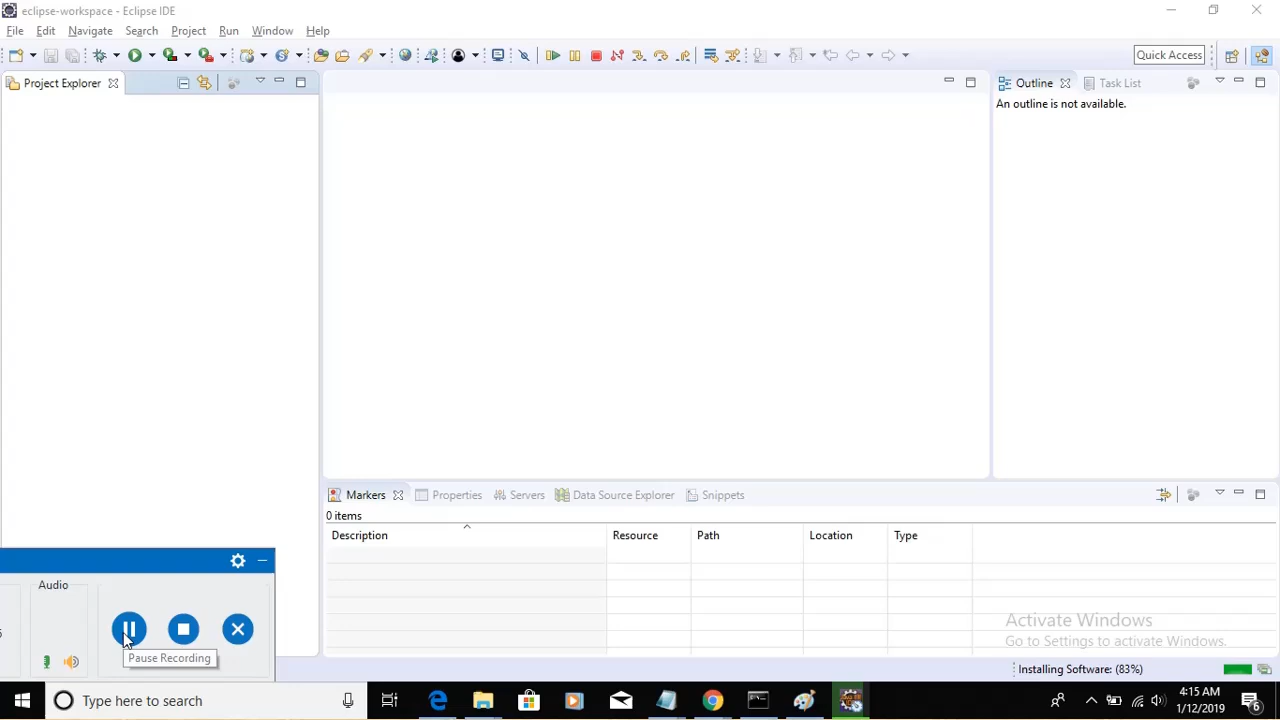 eclipse-workspace - Eclipse IDE
File Edit Navigate Search Project Run Window Help
Quick Access
Project Explorer
Outline Task List
An outline is not available.
Markers Properties Servers Data Source Explorer Snippets
0 items
Description Resource Path Location Type
Audio
Pause Recording
Activate Windows
Go to Settings to activate Windows.
Installing Software: (83%)
Type here to search
4:15 AM
1/12/2019
6